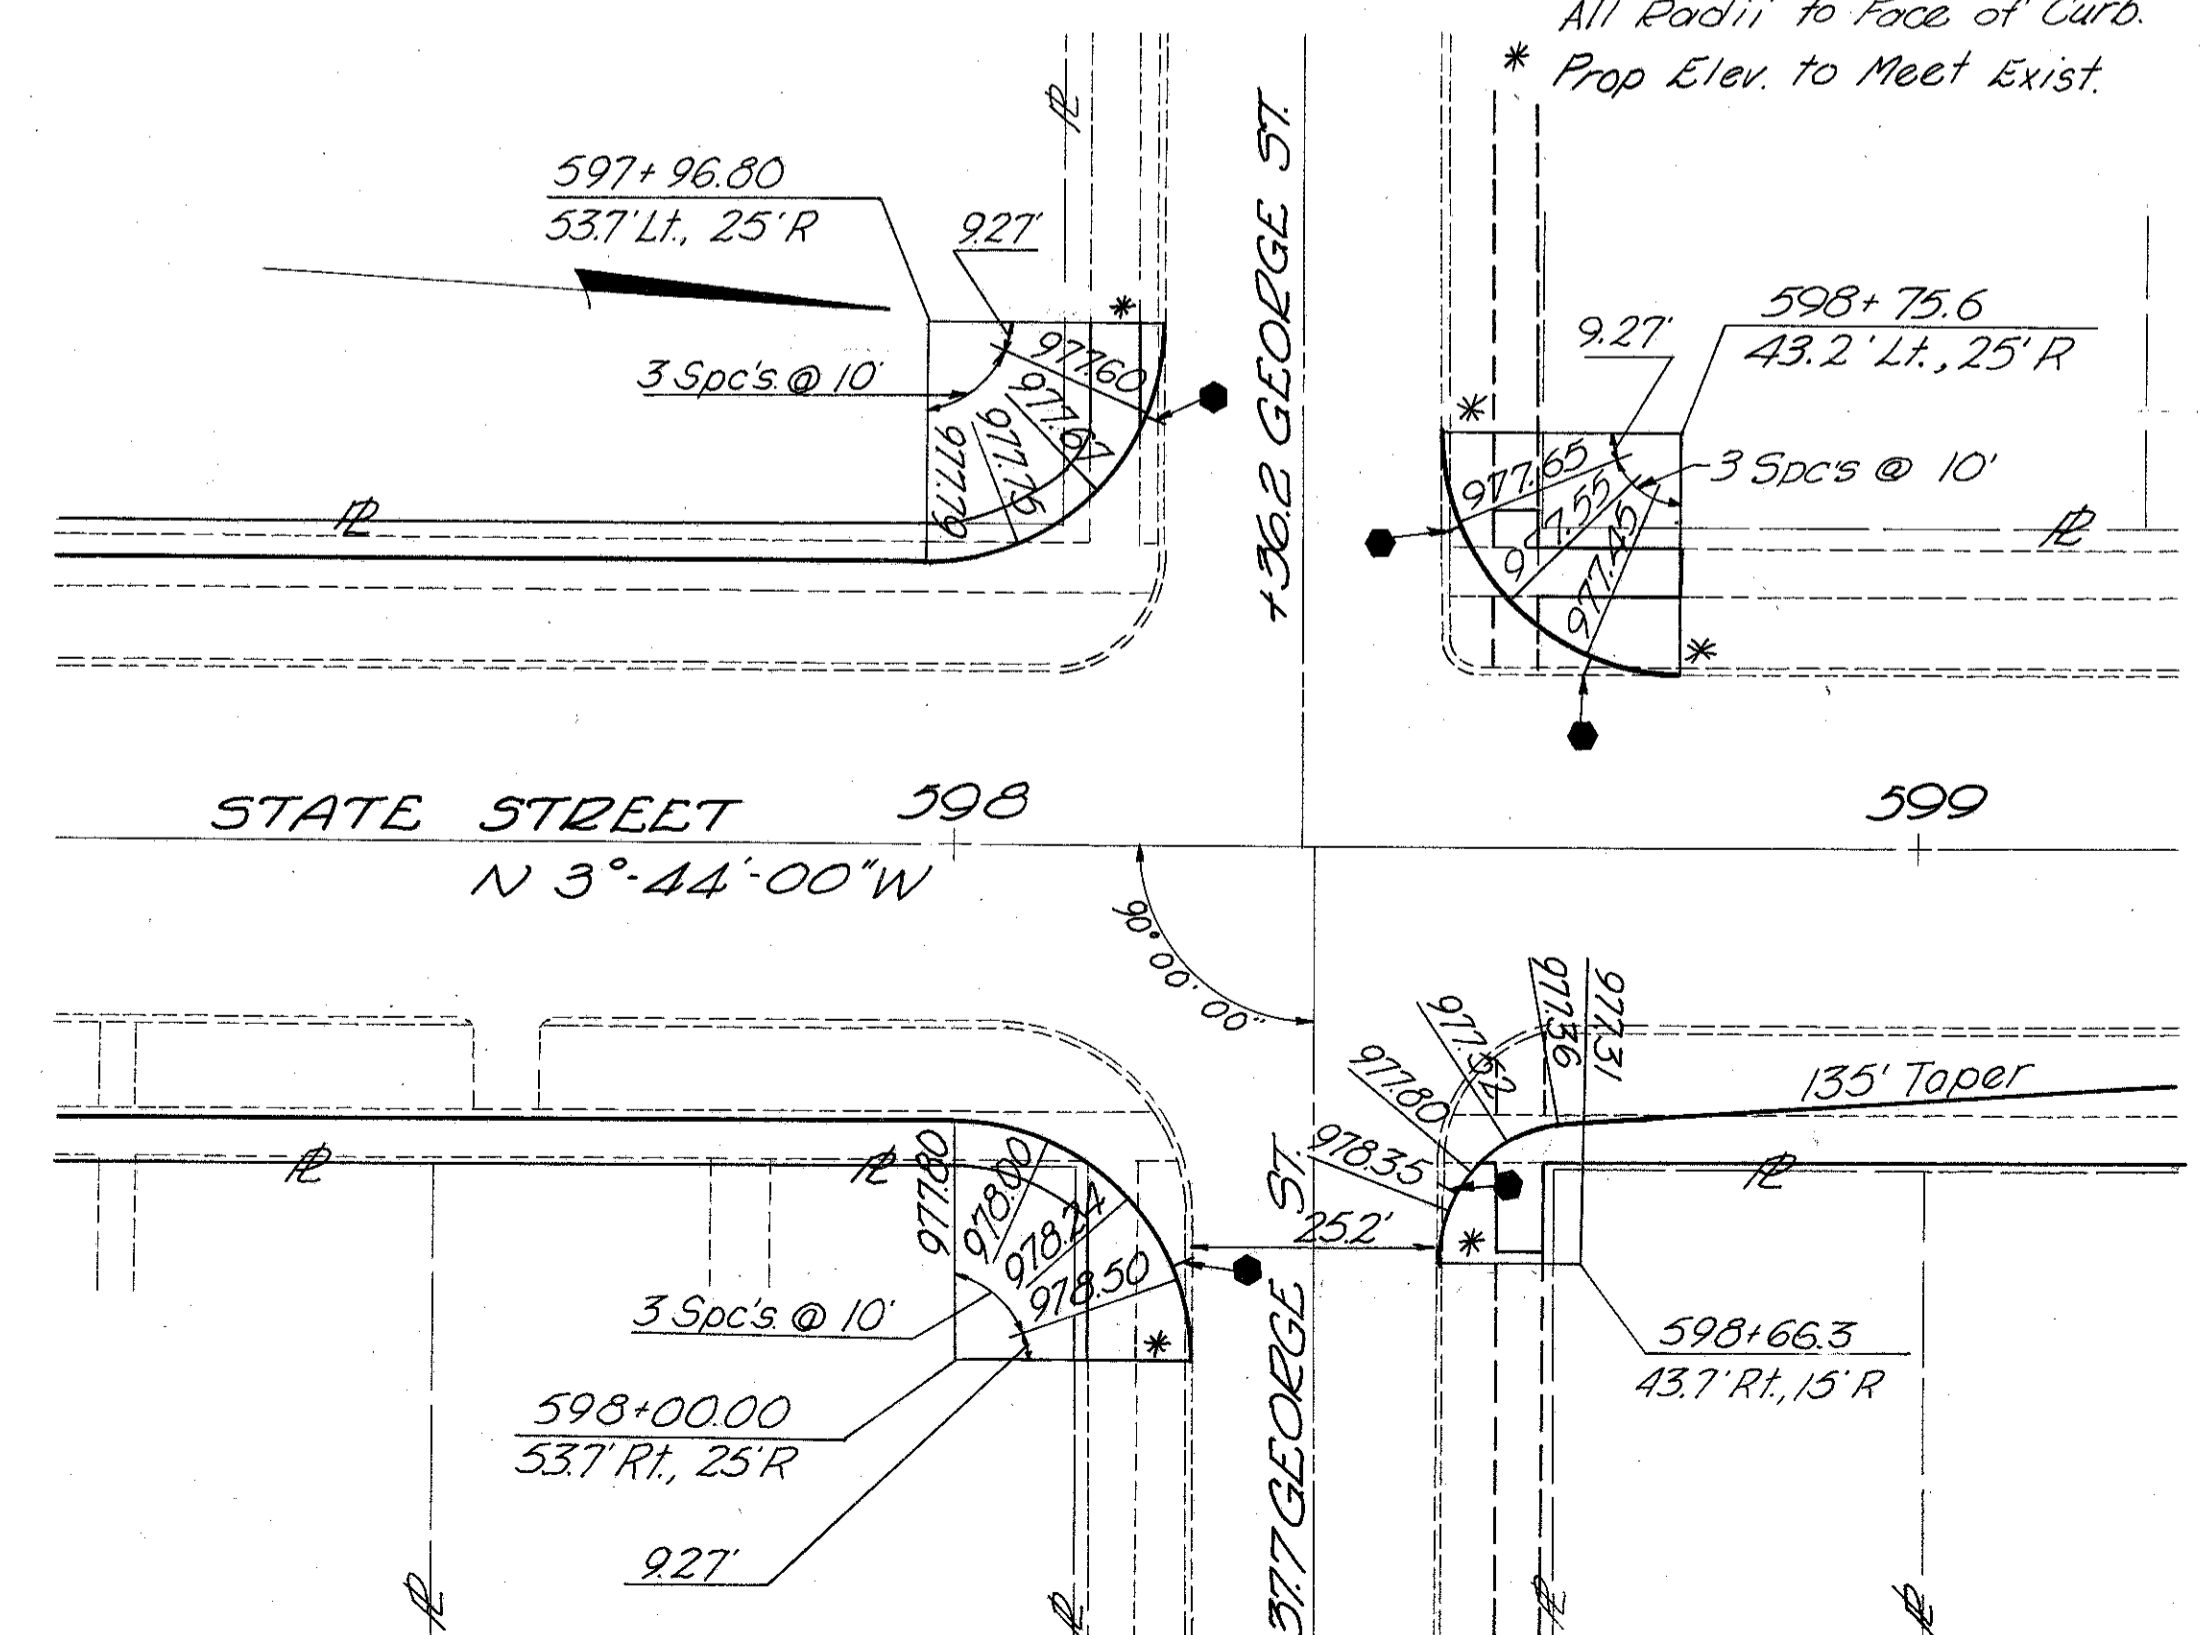 All Radii to Face of Curb.
* Prop Elev. to Meet Exist.
℄
597+96.80
53.7' Lt., 25' R
9.27'
3 Spc's. @ 10'
*
977.60
977.67
977.75
977.79
℄
+36.2 GEORGE ST.
598+75.6
43.2' Lt., 25' R
9.27'
3 Spc's @ 10'
*
977.65
977.55
977.45
*
℄
STATE STREET
598
599
N 3°-44'-00" W
90° 00' 00"
977.31
977.36
977.52
977.80
978.35
135' Taper
℄
℄
℄
977.80
978.00
978.24
978.50
*
25.2'
*
3 Spc's. @ 10'
598+00.00
53.7' Rt., 25' R
9.27'
598+66.3
43.7' Rt., 15' R
37.7 GEORGE ST.
℄
℄
℄
℄